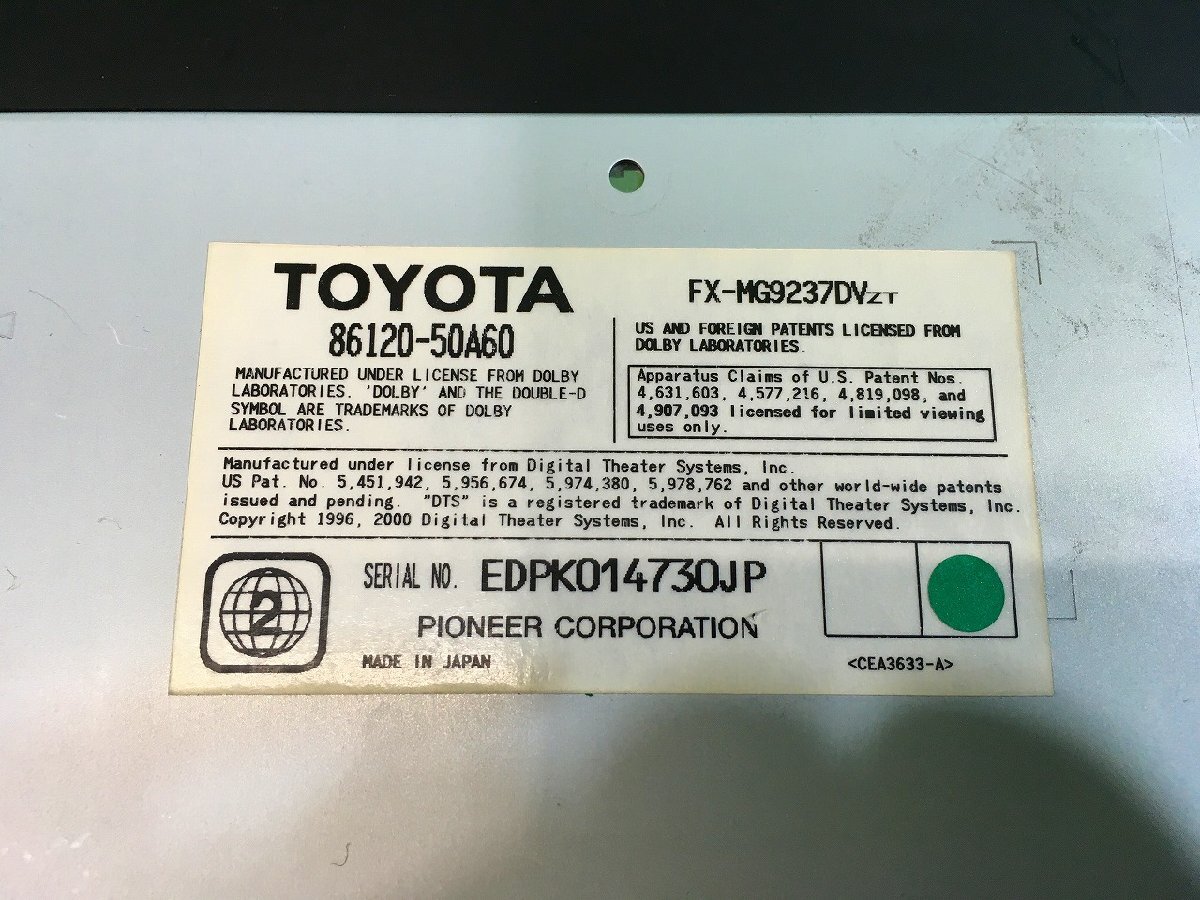 TOYOTA
86120-50A60
MANUFACTURED UNDER LICENSE FROM DOLBY
LABORATORIES. 'DOLBY' AND THE DOUBLE-D
SYMBOL ARE TRADEMARKS OF DOLBY
LABORATORIES.
FX-MG9237DVZT
US AND FOREIGN PATENTS LICENSED FROM
DOLBY LABORATORIES.
Apparatus Claims of U.S. Patent Nos.
4,631,603, 4,577,216, 4,819,098, and
4,907,093 licensed for limited viewing
uses only.
Manufactured under license from Digital Theater Systems, Inc.
US Pat. No. 5,451,942, 5,956,674, 5,974,380, 5,978,762 and other world-wide patents
issued and pending. "DTS" is a registered trademark of Digital Theater Systems, Inc.
Copyright 1996, 2000 Digital Theater Systems, Inc. All Rights Reserved.
2
SERIAL NO. EDPK014730JP
PIONEER CORPORATION
MADE IN JAPAN
<CEA3633-A>